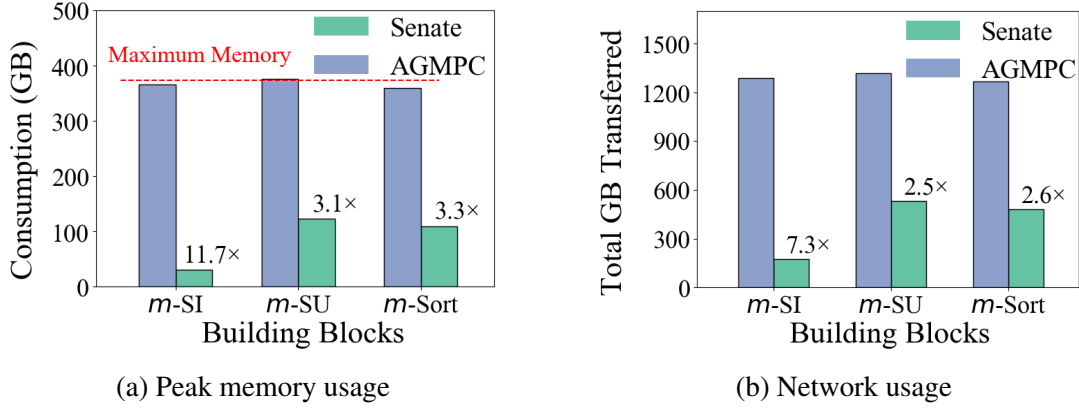 500
400
300
200
100
0
Consumption (GB)
Senate
AGMPC
Maximum Memory
11.7×
3.1×
3.3×
m-SI
m-SU
m-Sort
Building Blocks
(a) Peak memory usage
1500
1200
900
600
300
0
Total GB Transferred
Senate
AGMPC
7.3×
2.5×
2.6×
m-SI
m-SU
m-Sort
Building Blocks
(b) Network usage